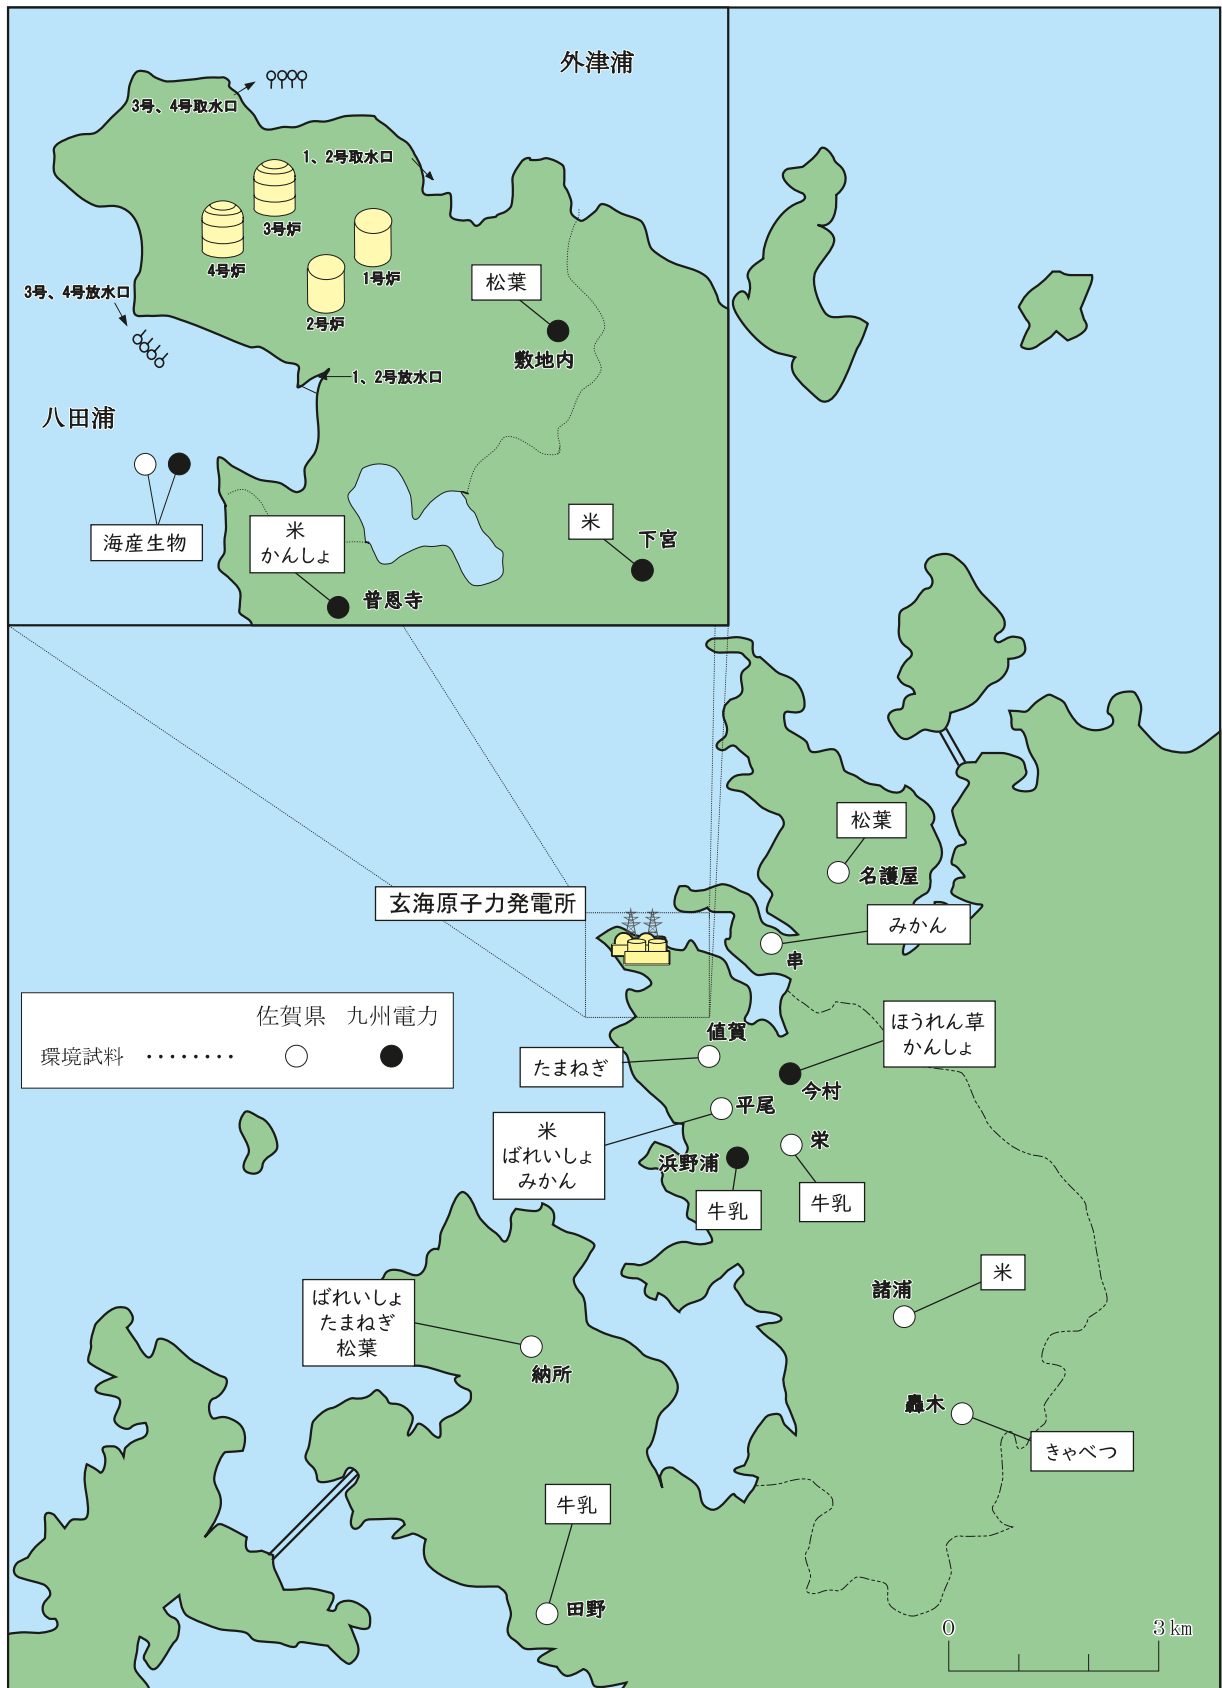 外津浦
3号、4号取水口
1、2号取水口
3号炉
4号炉
1号炉
2号炉
松葉
敷地内
3号、4号放水口
1、2号放水口
八田浦
海産生物
米
かんしょ
普恩寺
米
下宮
松葉
名護屋
玄海原子力発電所
みかん
串
佐賀県 九州電力
環境試料 ‥‥‥‥
値賀
たまねぎ
ほうれん草
かんしょ
今村
平尾
米
ばれいしょ
みかん
栄
浜野浦
牛乳
牛乳
諸浦
米
ばれいしょ
たまねぎ
松葉
納所
轟木
きゃべつ
牛乳
田野
0 3km